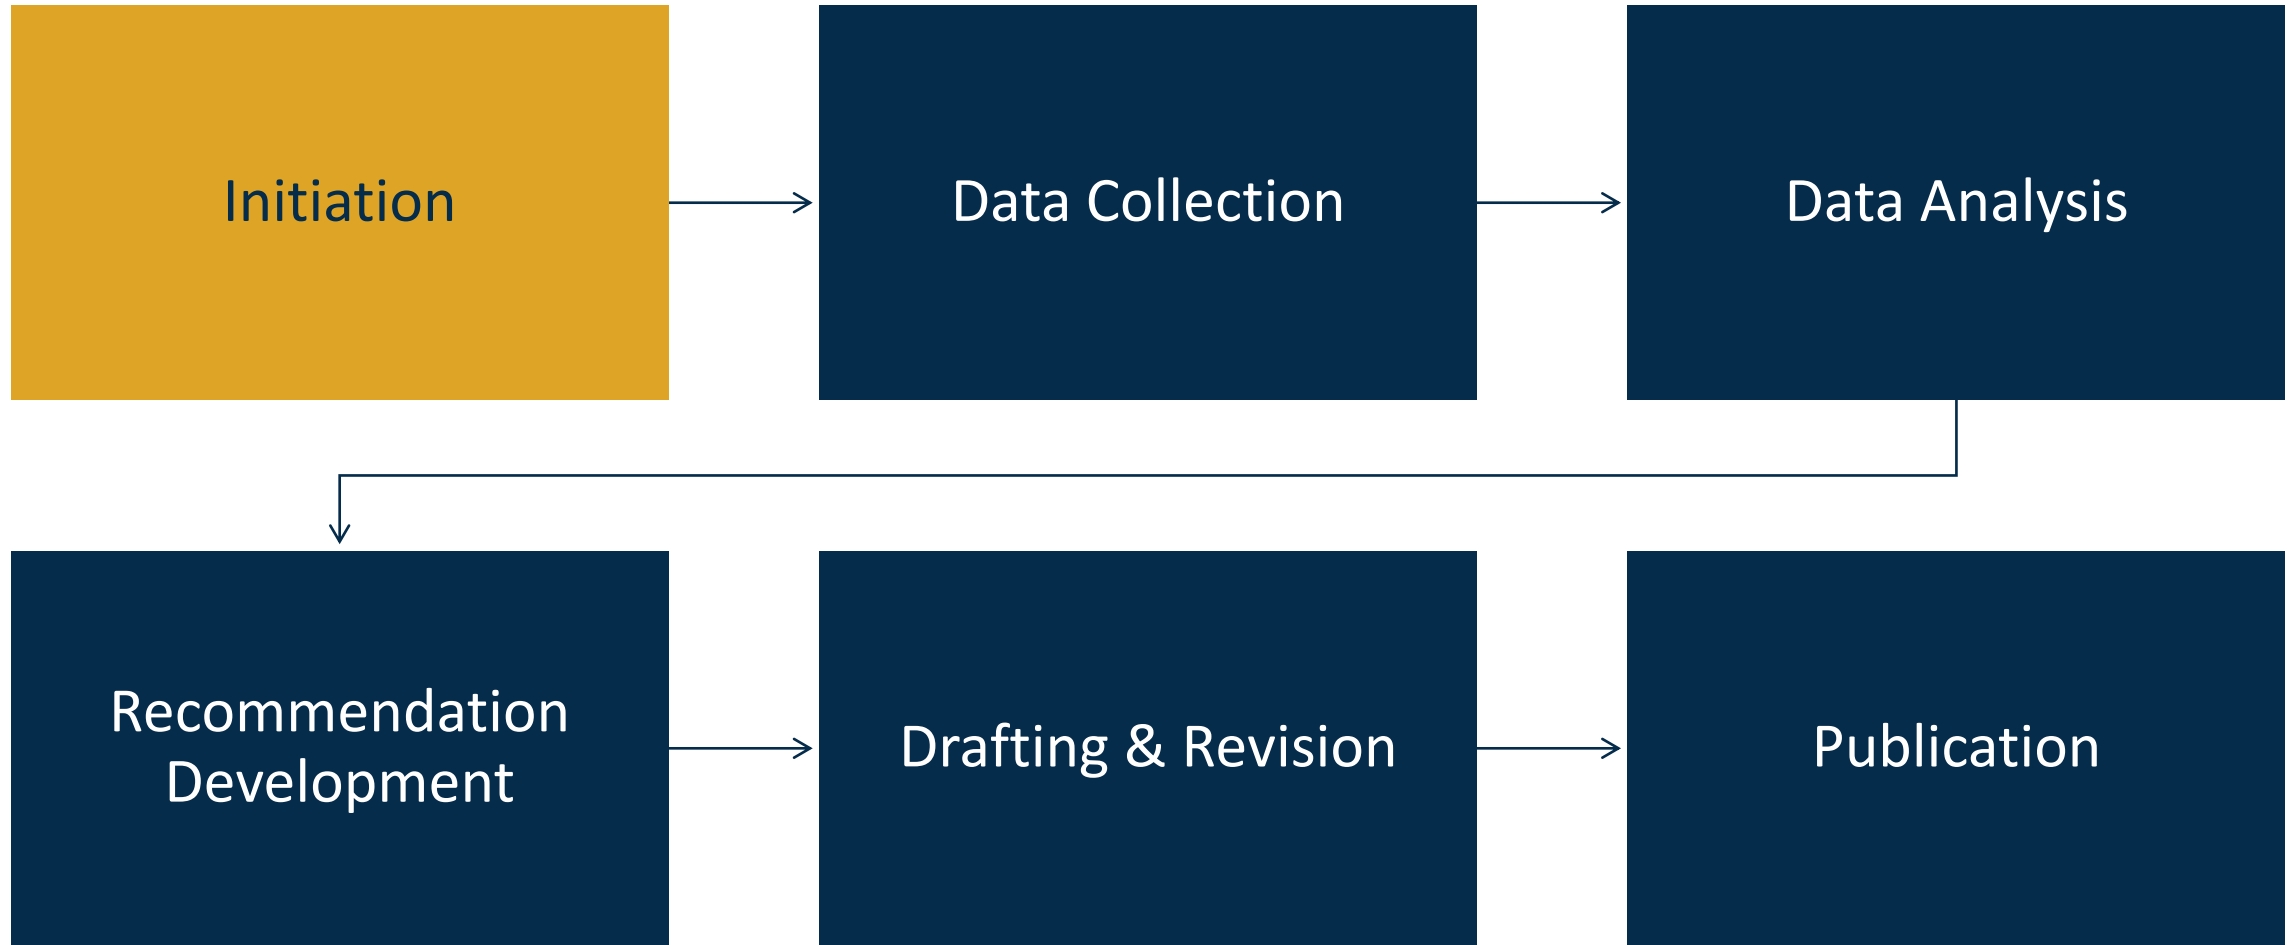 Initiation
Data Collection
Data Analysis
Recommendation
Development
Drafting & Revision
Publication